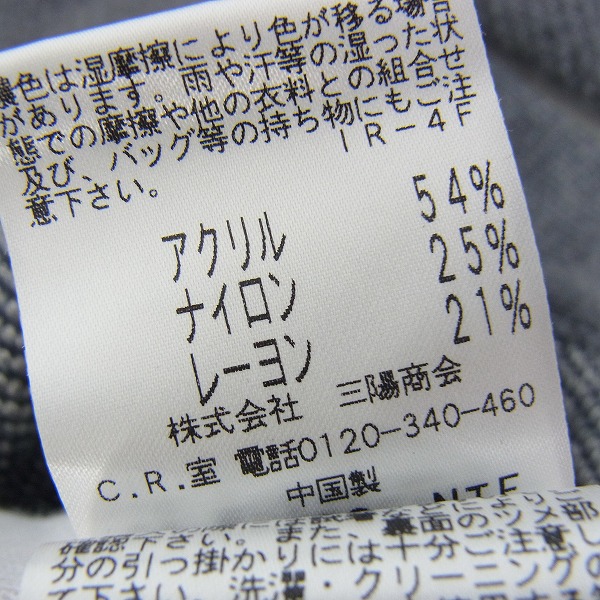 濃色は湿摩擦により色が移る場合
があります。雨や汗等の湿った状
態での摩擦や他の衣料との組合せ
及び、バッグ等の持ち物にもご注
意下さい。
IR-4F
アクリル 54%
ナイロン 25%
レーヨン 21%
株式会社 三陽商会
C.R.室 電話0120-340-460
中国製
NTF
確認下さい。また、裏面のツメ部
分の引っ掛かりには十分ご注意し
て下さい。洗濯・クリーニングの